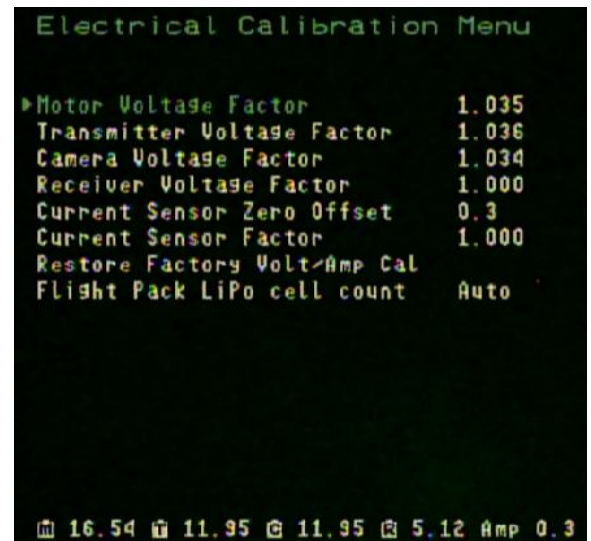 Electrical Calibration Menu
Motor Voltage Factor 1.035
Transmitter Voltage Factor 1.036
Camera Voltage Factor 1.034
Receiver Voltage Factor 1.000
Current Sensor Zero Offset 0.3
Current Sensor Factor 1.000
Restore Factory Volt/Amp Cal
Flight Pack LiPo cell count Auto
M 16.54 T 11.95 C 11.95 R 5.12 Amp 0.3